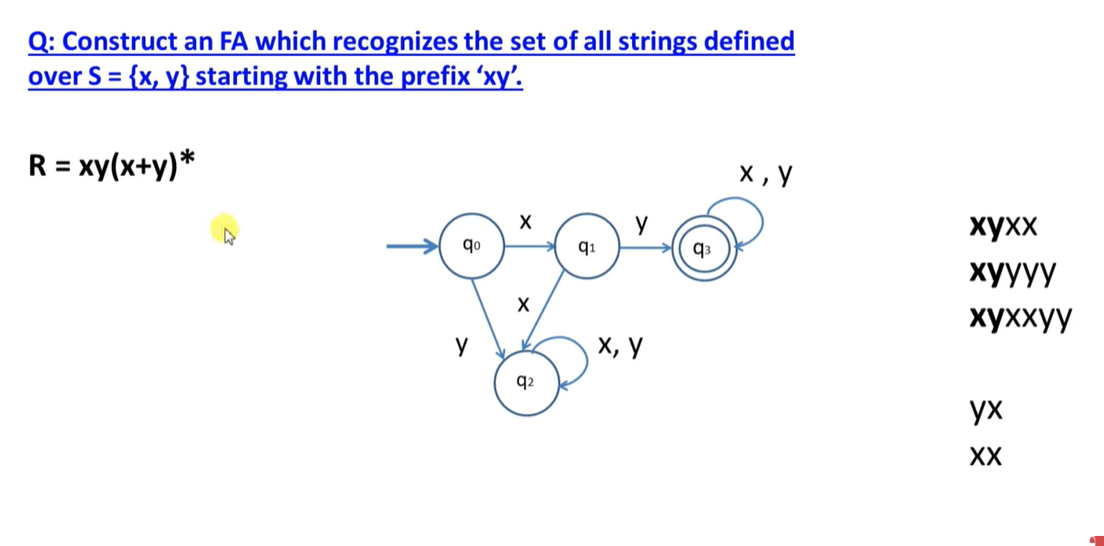 Q: Construct an FA which recognizes the set of all strings defined
over S = {x, y} starting with the prefix ‘xy’.
R = xy(x+y)*
x , y
x
y
q0
q1
q3
x
y
x, y
q2
xyxx
xyyyy
xyxxyy
yx
xx